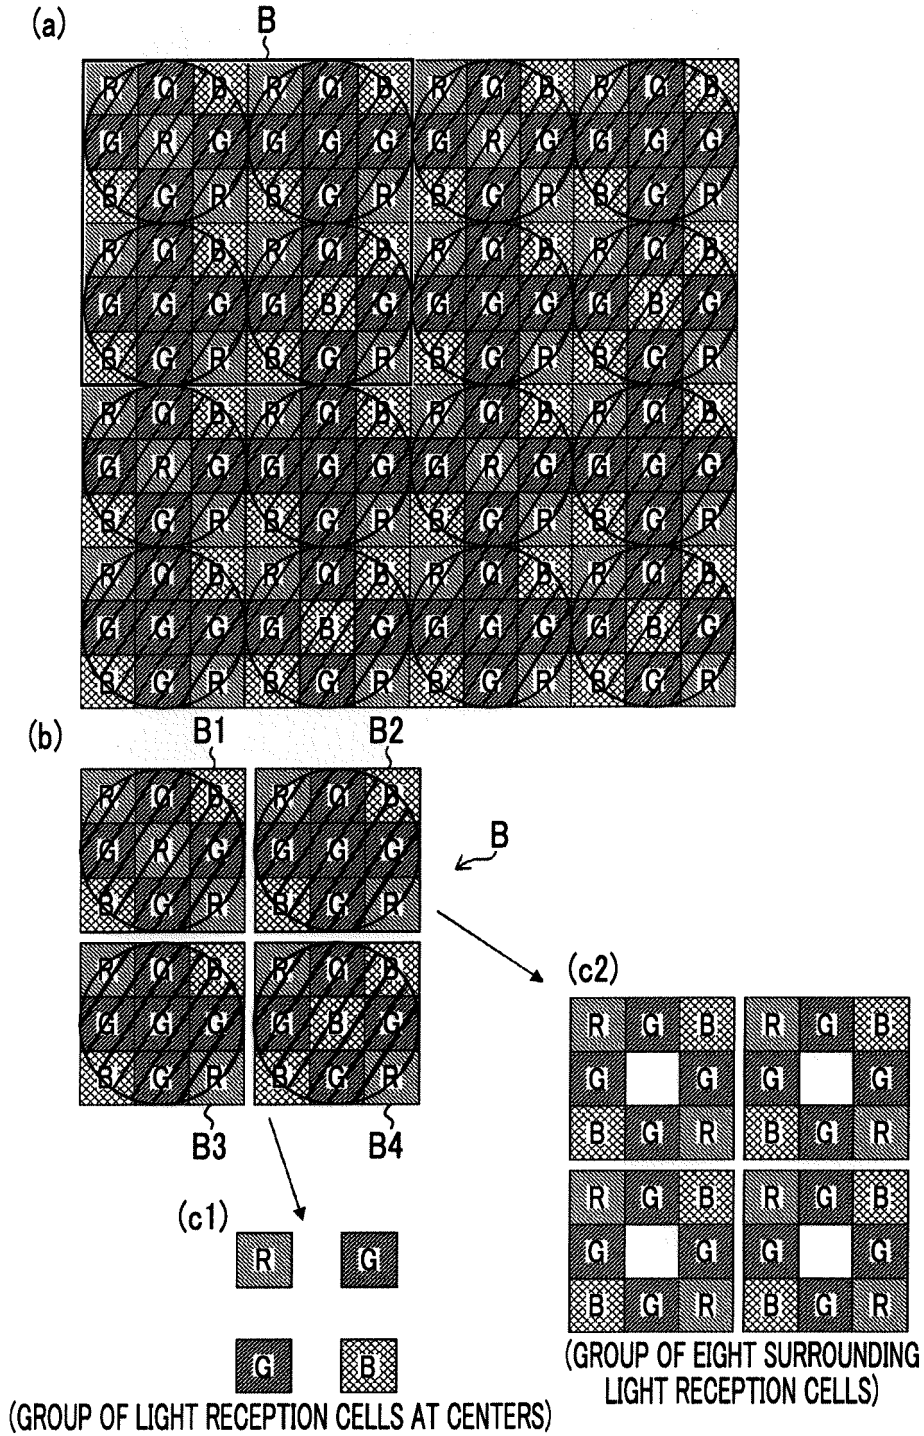 (a)
B
R G B R G B R G B R G B
G R G G G G G R G G G G
B G R B G R B G R B G R
R G B R G B R G B R G B
G G G G B G G G G G B G
B G R B G R B G R B G R
R G B R G B R G B R G B
G R G G G G G R G G G G
B G R B G R B G R B G R
R G B R G B R G B R G B
G G G G B G G G G G B G
B G R B G R B G R B G R
(b)
B1 B2
R G B R G B
G R G G G G
B G R B G R
B
R G B R G B
G G G G B G
B G R B G R
B3 B4
(c1)
R G
G B
(GROUP OF LIGHT RECEPTION CELLS AT CENTERS)
(c2)
R G B R G B
G G G G
B G R B G R
R G B R G B
G G G G
B G R B G R
(GROUP OF EIGHT SURROUNDING
LIGHT RECEPTION CELLS)